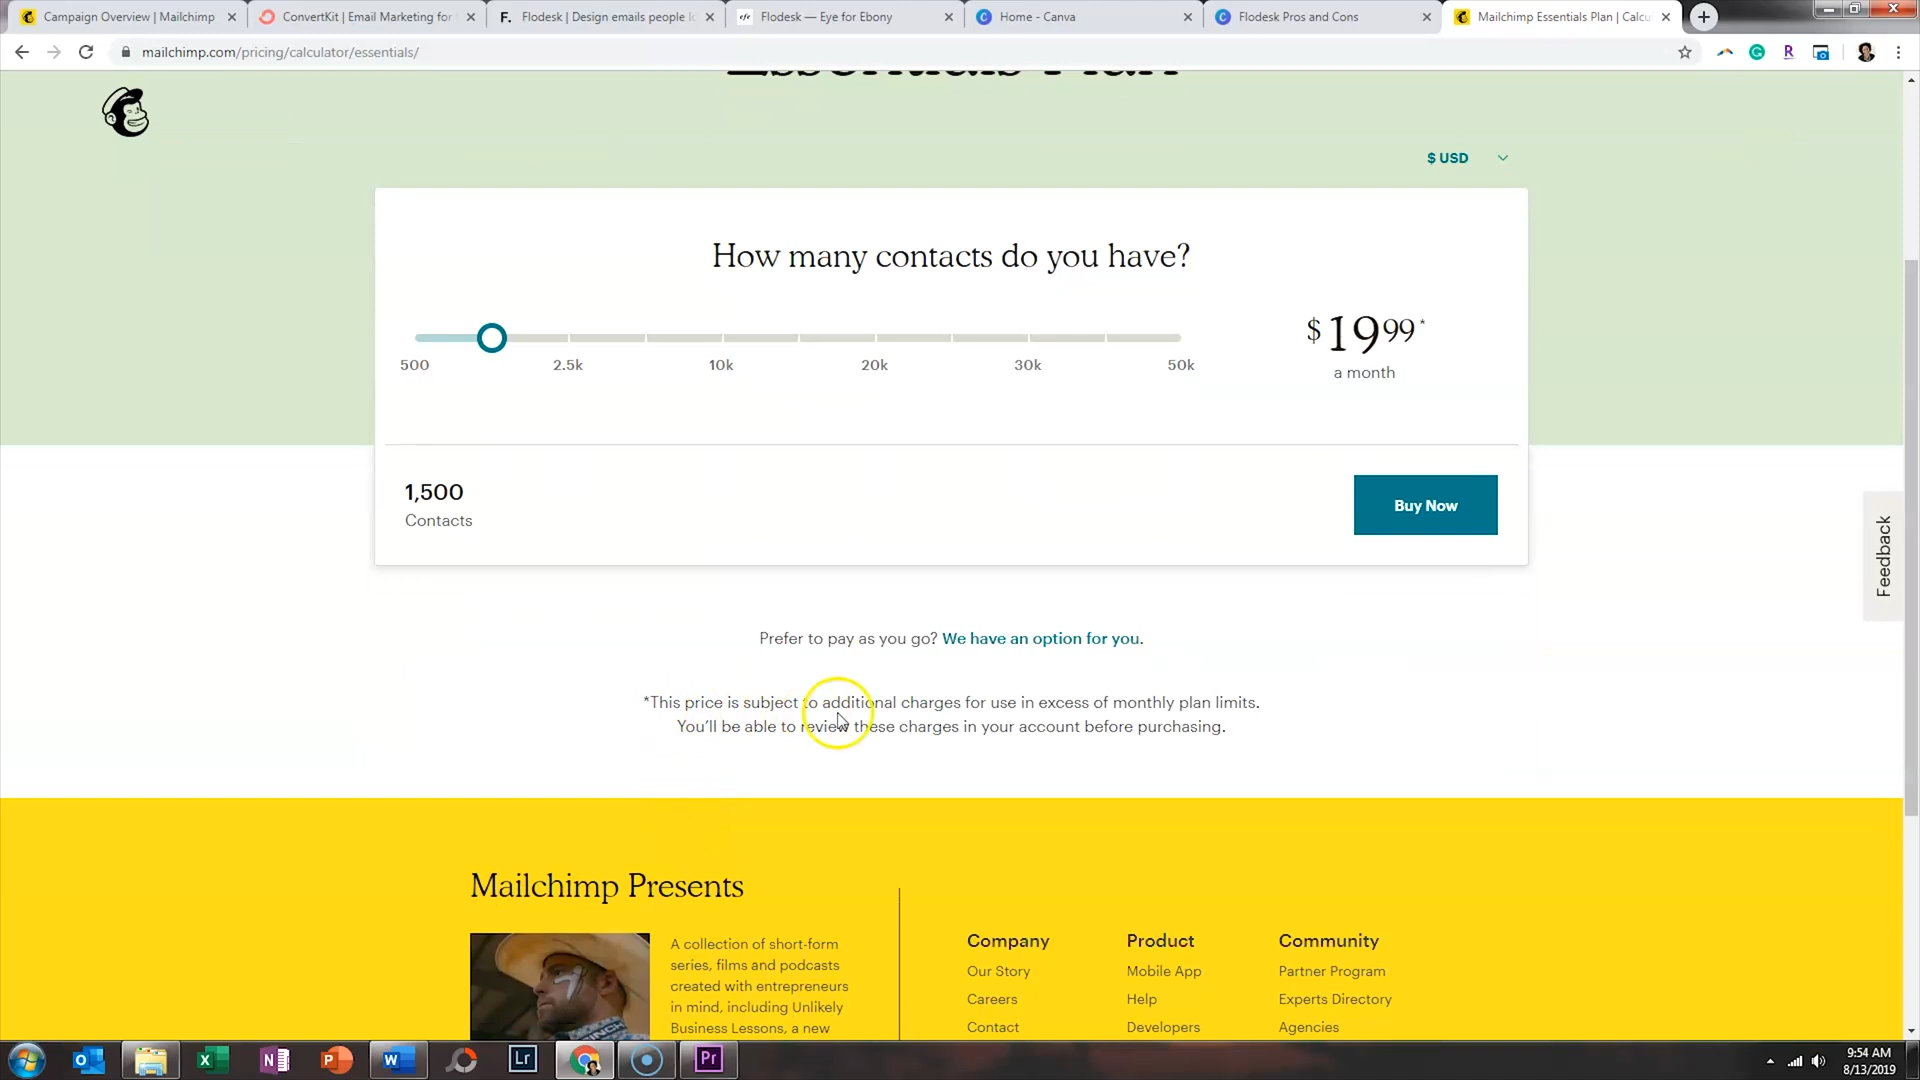 Campaign Overview | Mailchimp
ConvertKit | Email Marketing for
Flodesk | Design emails people lo
Flodesk — Eye for Ebony
Home - Canva
Flodesk Pros and Cons
Mailchimp Essentials Plan | Calcu
mailchimp.com/pricing/calculator/essentials/
Essentials Plan
$ USD
How many contacts do you have?
$1999*
a month
500 2.5k 10k 20k 30k 50k
1,500
Contacts
Buy Now
Feedback
Prefer to pay as you go? We have an option for you.
*This price is subject to additional charges for use in excess of monthly plan limits.
You'll be able to review these charges in your account before purchasing.
Mailchimp Presents
A collection of short-form
series, films and podcasts
created with entrepreneurs
in mind, including Unlikely
Business Lessons, a new
Company
Our Story
Careers
Contact
Product
Mobile App
Help
Developers
Community
Partner Program
Experts Directory
Agencies
Lr
Pr
9:54 AM
8/13/2019